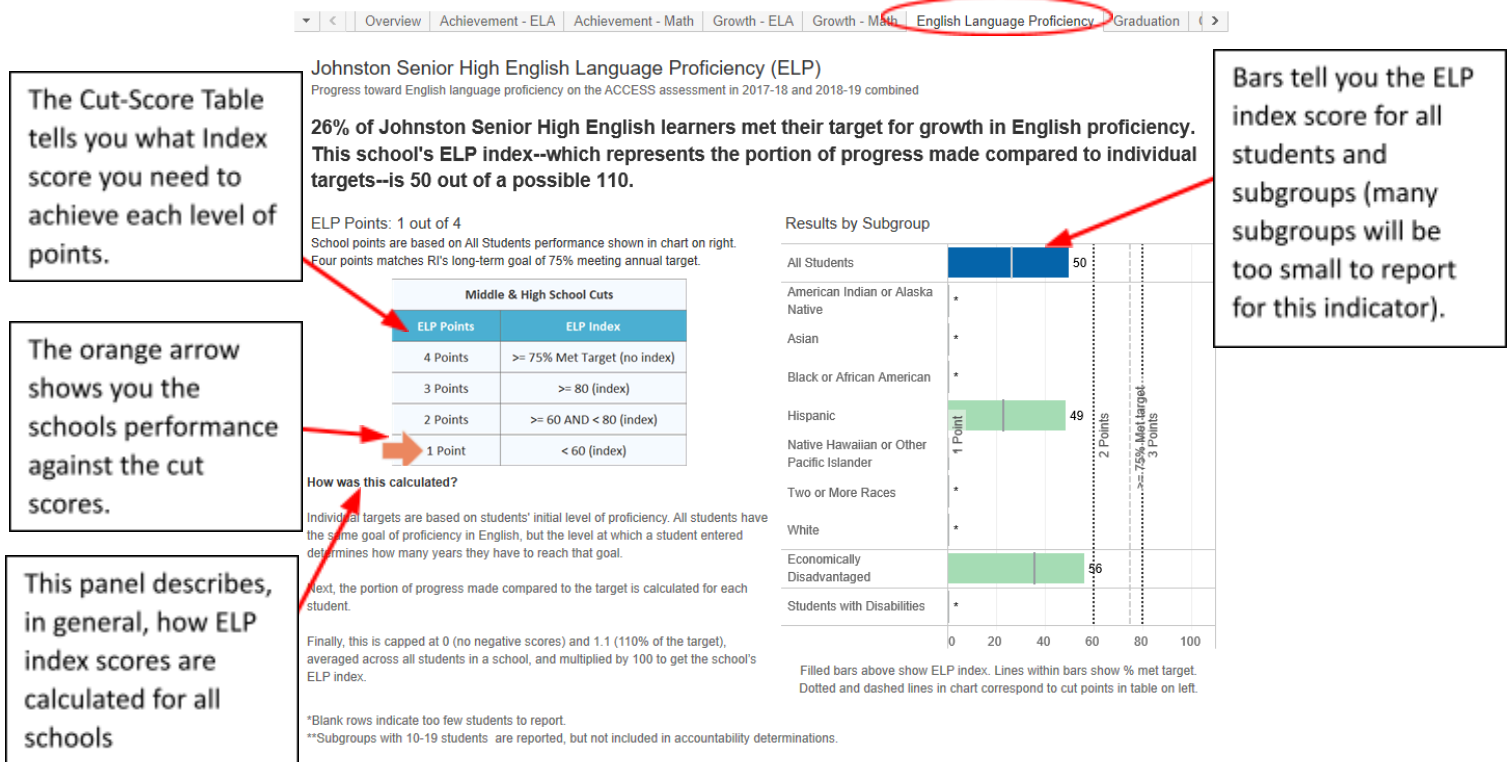 Overview
Achievement - ELA
Achievement - Math
Growth - ELA
Growth - Math
English Language Proficiency
Graduation
The Cut-Score Table
tells you what Index
score you need to
achieve each level of
points.
The orange arrow
shows you the
schools performance
against the cut
scores.
This panel describes,
in general, how ELP
index scores are
calculated for all
schools
Johnston Senior High English Language Proficiency (ELP)
Progress toward English language proficiency on the ACCESS assessment in 2017-18 and 2018-19 combined
26% of Johnston Senior High English learners met their target for growth in English proficiency.
This school's ELP index--which represents the portion of progress made compared to individual
targets--is 50 out of a possible 110.
ELP Points: 1 out of 4
School points are based on All Students performance shown in chart on right.
Four points matches RI's long-term goal of 75% meeting annual target.
Middle & High School Cuts
ELP Points ELP Index
4 Points >= 75% Met Target (no index)
3 Points >= 80 (index)
2 Points >= 60 AND < 80 (index)
1 Point < 60 (index)
How was this calculated?
Individual targets are based on students' initial level of proficiency. All students have
the same goal of proficiency in English, but the level at which a student entered
determines how many years they have to reach that goal.
Next, the portion of progress made compared to the target is calculated for each
student.
Finally, this is capped at 0 (no negative scores) and 1.1 (110% of the target),
averaged across all students in a school, and multiplied by 100 to get the school's
ELP index.
*Blank rows indicate too few students to report.
**Subgroups with 10-19 students are reported, but not included in accountability determinations.
Results by Subgroup
All Students 50
American Indian or Alaska
Native *
Asian *
Black or African American *
Hispanic 49
Native Hawaiian or Other
Pacific Islander
Two or More Races *
White *
Economically
Disadvantaged 56
Students with Disabilities *
1 Point
2 Points
>= 75% Met target
3 Points
0 20 40 60 80 100
Filled bars above show ELP index. Lines within bars show % met target.
Dotted and dashed lines in chart correspond to cut points in table on left.
Bars tell you the ELP
index score for all
students and
subgroups (many
subgroups will be
too small to report
for this indicator).